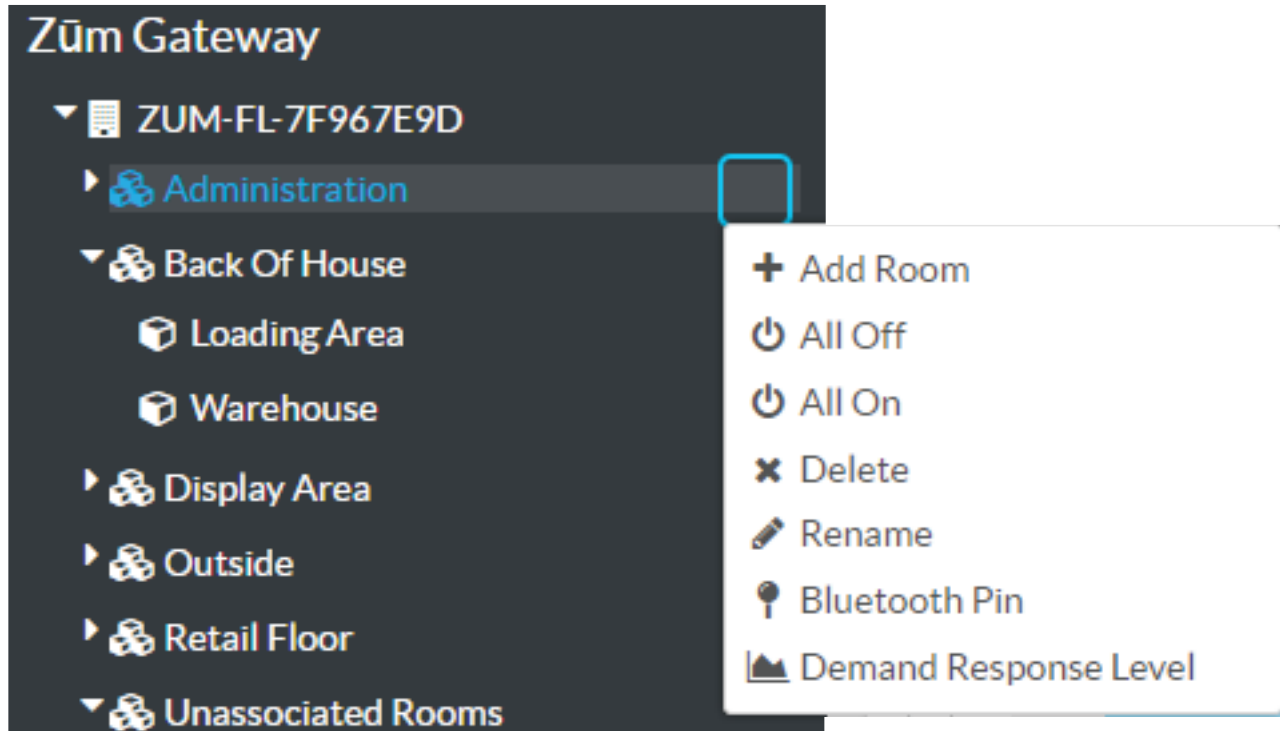 Zūm Gateway
ZUM-FL-7F967E9D
Administration
Back Of House
Loading Area
Warehouse
Display Area
Outside
Retail Floor
Unassociated Rooms
Add Room
All Off
All On
Delete
Rename
Bluetooth Pin
Demand Response Level